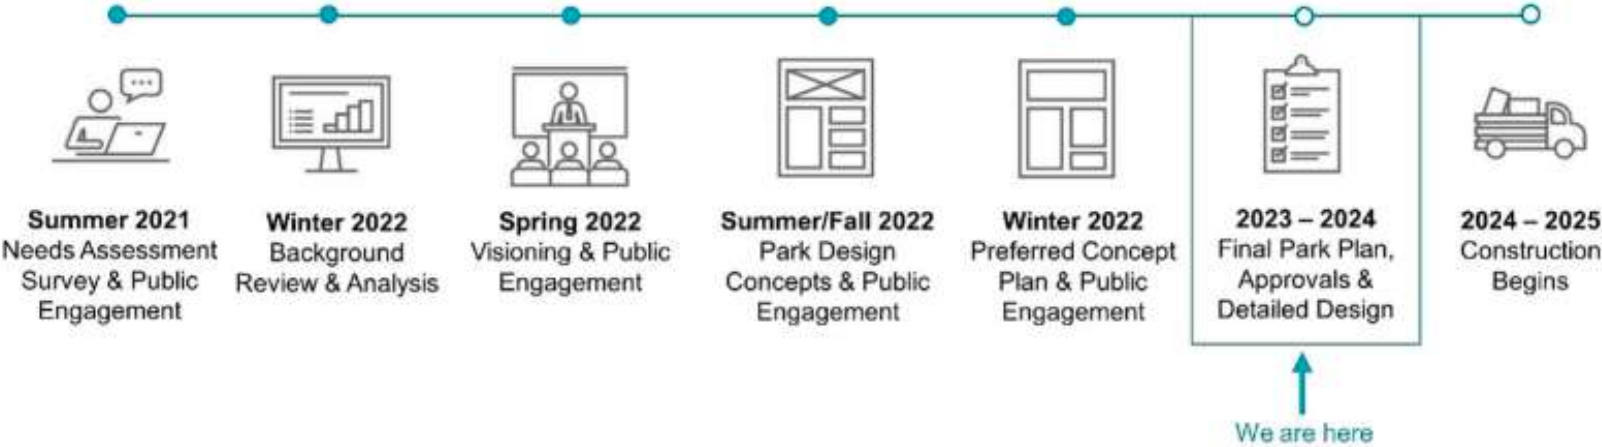 Summer 2021
Needs Assessment
Survey & Public
Engagement
Winter 2022
Background
Review & Analysis
Spring 2022
Visioning & Public
Engagement
Summer/Fall 2022
Park Design
Concepts & Public
Engagement
Winter 2022
Preferred Concept
Plan & Public
Engagement
2023 – 2024
Final Park Plan,
Approvals &
Detailed Design
2024 – 2025
Construction
Begins
We are here